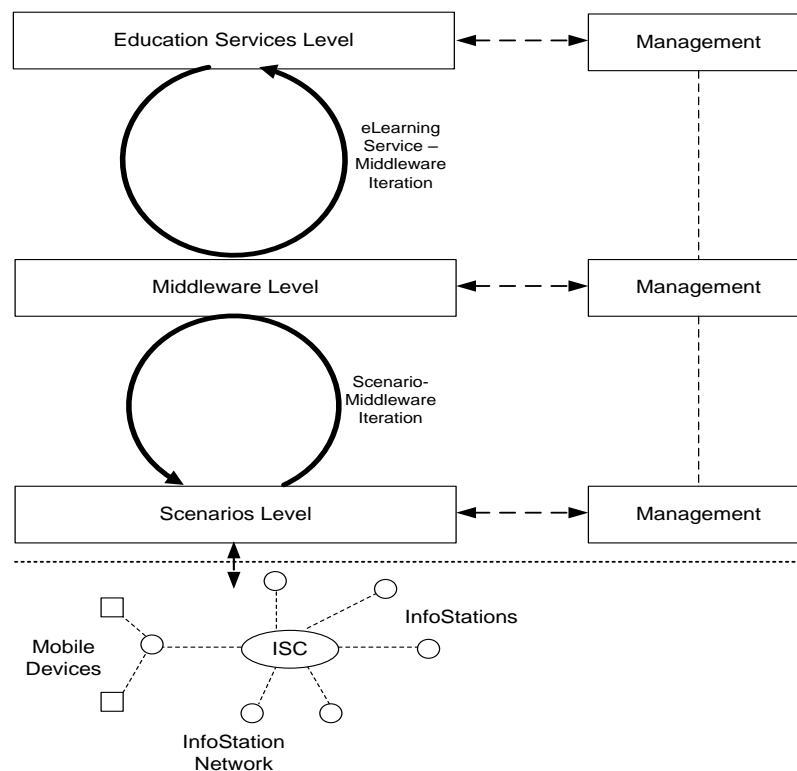 Education Services Level
Management
eLearning
Service –
Middleware
Iteration
Middleware Level
Management
Scenario-
Middleware
Iteration
Scenarios Level
Management
InfoStations
Mobile
Devices
ISC
InfoStation
Network